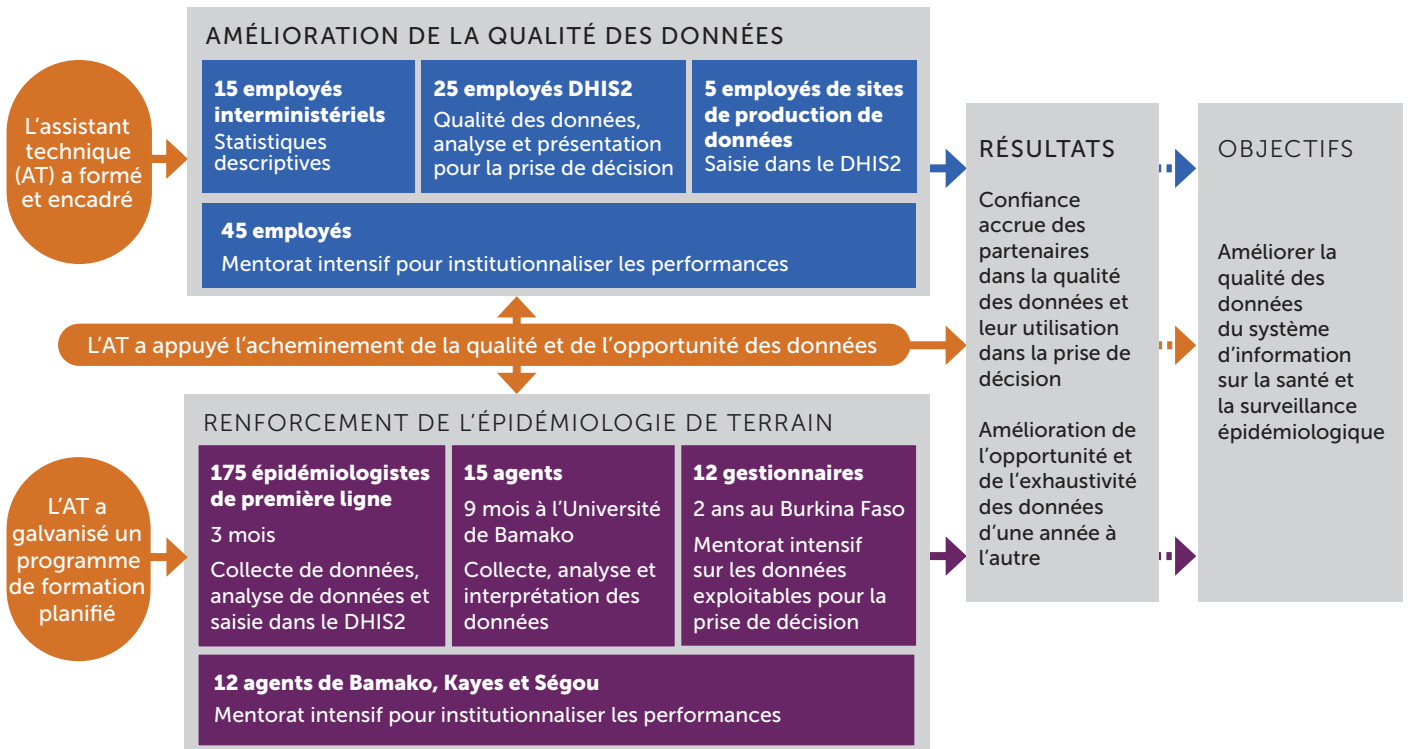 L'assistant
technique
(AT) a formé
et encadré
AMÉLIORATION DE LA QUALITÉ DES DONNÉES
15 employés
interministériels
Statistiques
descriptives
25 employés DHIS2
Qualité des données,
analyse et présentation
pour la prise de décision
5 employés de sites
de production de
données
Saisie dans le DHIS2
45 employés
Mentorat intensif pour institutionnaliser les performances
L'AT a appuyé l'acheminement de la qualité et de l'opportunité des données
L'AT a
galvanisé un
programme
de formation
planifié
RENFORCEMENT DE L'ÉPIDÉMIOLOGIE DE TERRAIN
175 épidémiologistes
de première ligne
3 mois
Collecte de données,
analyse de données et
saisie dans le DHIS2
15 agents
9 mois à l'Université
de Bamako
Collecte, analyse et
interprétation des
données
12 gestionnaires
2 ans au Burkina Faso
Mentorat intensif
sur les données
exploitables pour la
prise de décision
12 agents de Bamako, Kayes et Ségou
Mentorat intensif pour institutionnaliser les performances
RÉSULTATS
Confiance
accrue des
partenaires
dans la qualité
des données et
leur utilisation
dans la prise de
décision
Amélioration de
l'opportunité et
de l'exhaustivité
des données
d'une année à
l'autre
OBJECTIFS
Améliorer la
qualité des
données
du système
d'information
sur la santé et
la surveillance
épidémiologique